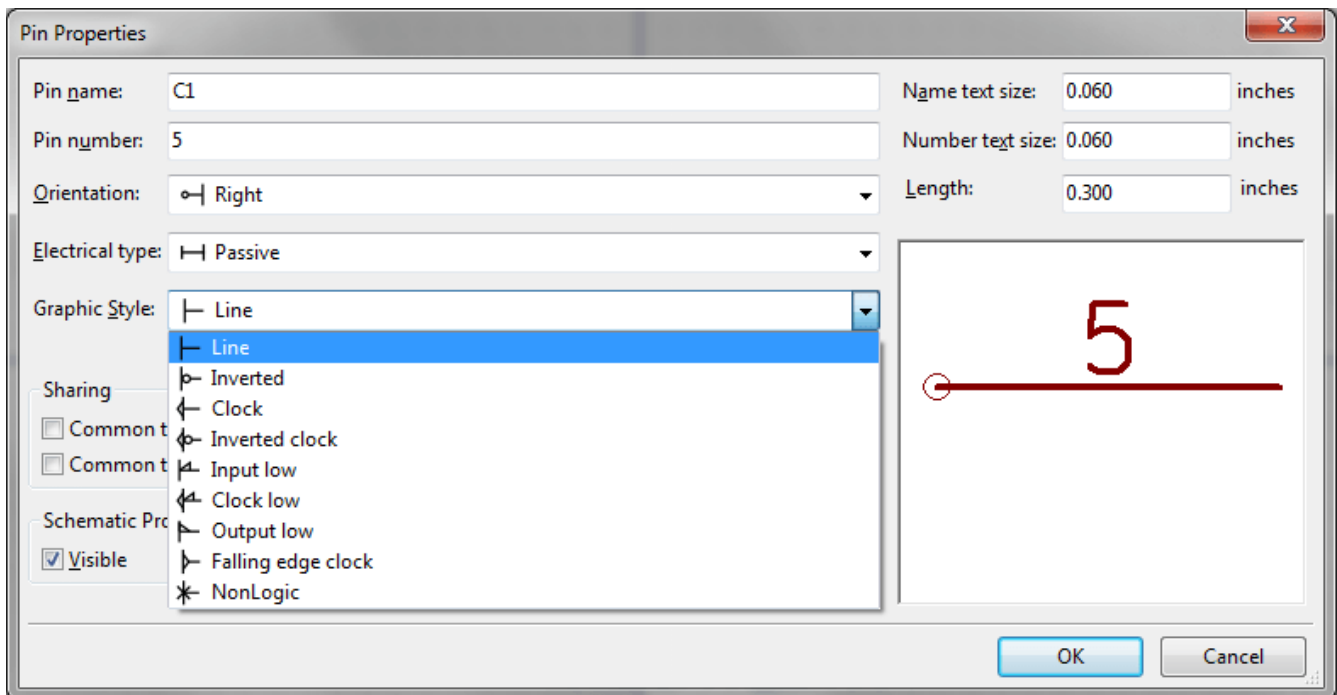 Pin Properties
Pin name: C1
Name text size: 0.060 inches
Pin number: 5
Number text size: 0.060 inches
Orientation: Right
Length: 0.300 inches
Electrical type: Passive
Graphic Style: Line
Line
Inverted
Clock
Inverted clock
Input low
Clock low
Output low
Falling edge clock
NonLogic
Sharing
Common t
Common t
Schematic Pro
Visible
5
OK Cancel